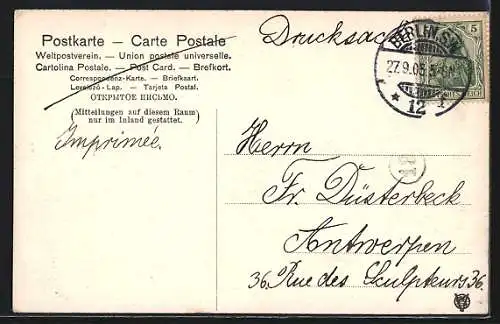 Postkarte – Carte Postale
Weltpostverein. – Union postale universelle.
Cartolina Postale. – Post Card. – Briefkort.
Correspondenz-Karte. – Briefkaart.
Levelező-Lap. – Tarjeta Postal.
ОТКРЫТОЕ ПИСЬМО.
(Mitteilungen auf diesem Raum)
nur im Inland gestattet.
Imprimée.
Drucksache
BERLIN S.W.
27.9.05
* 12
5
Herrn
Fr. Düsterbeck
Antwerpen
36. Rue des Sculpteurs 36.